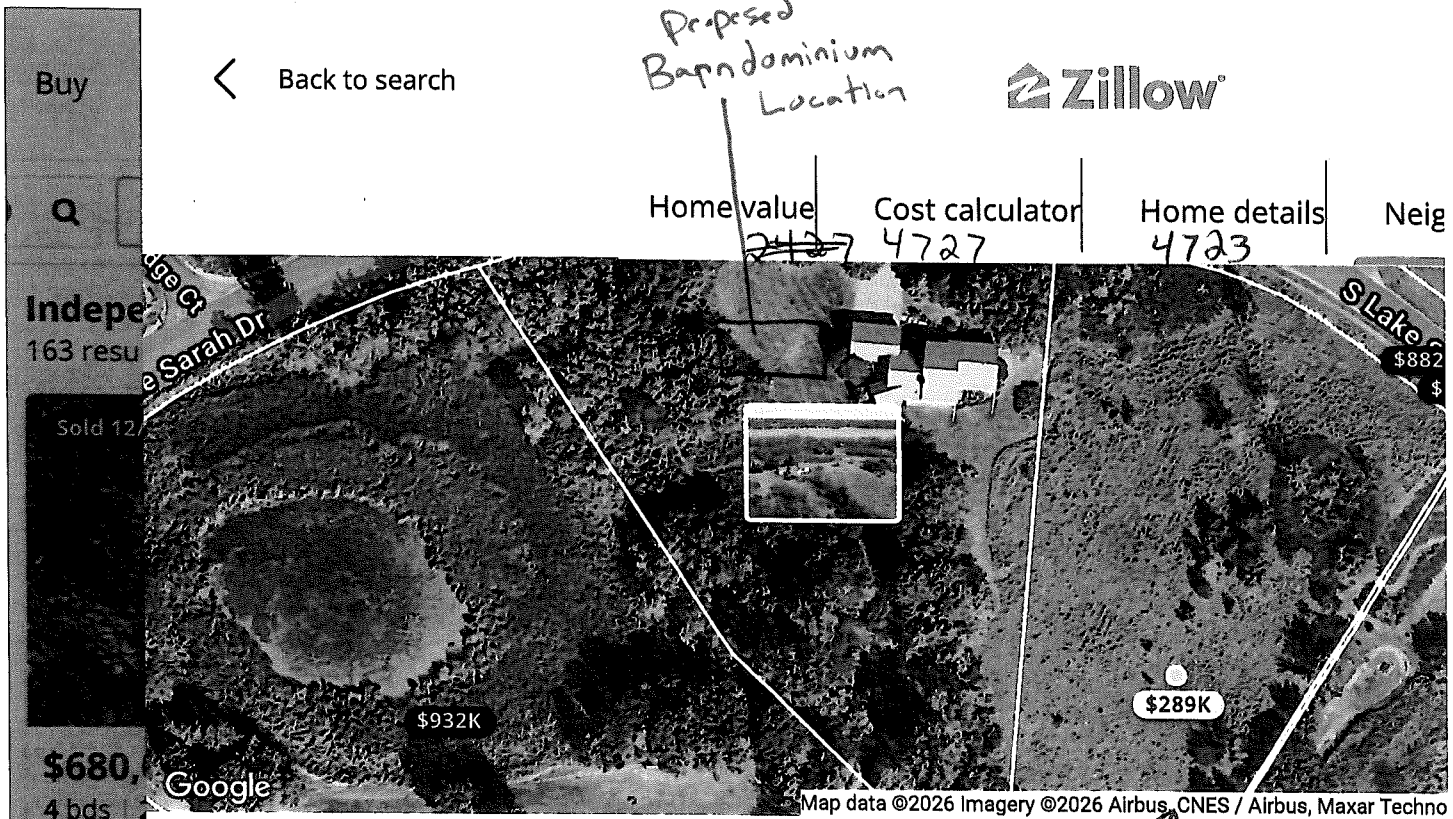 Proposed
Barndominium
Location
Buy
Back to search
Zillow
Home value
Cost calculator
Home details
Neig
2427
4727
4723
dge Ct
e Sarah Dr
S Lake
Indepe
163 resu
Sold 12/
$882
$
$932K
$289K
$680,
4 bds
Google
Map data ©2026 Imagery ©2026 Airbus, CNES / Airbus, Maxar Techno